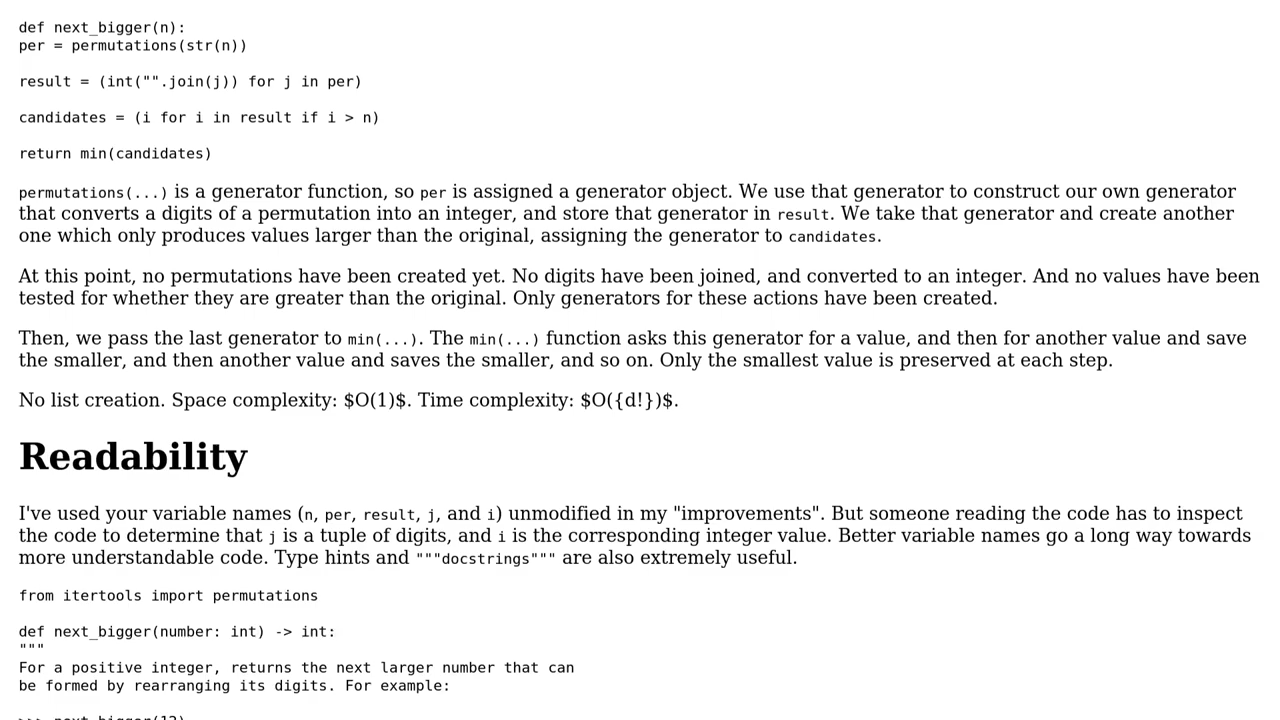 def next_bigger(n):
per = permutations(str(n))
result = (int("".join(j)) for j in per)
candidates = (i for i in result if i > n)
return min(candidates)
permutations(...) is a generator function, so per is assigned a generator object. We use that generator to construct our own generator
that converts a digits of a permutation into an integer, and store that generator in result. We take that generator and create another
one which only produces values larger than the original, assigning the generator to candidates.
At this point, no permutations have been created yet. No digits have been joined, and converted to an integer. And no values have been
tested for whether they are greater than the original. Only generators for these actions have been created.
Then, we pass the last generator to min(...). The min(...) function asks this generator for a value, and then for another value and save
the smaller, and then another value and saves the smaller, and so on. Only the smallest value is preserved at each step.
No list creation. Space complexity: $O(1)$. Time complexity: $O({d!})$.
Readability
I've used your variable names (n, per, result, j, and i) unmodified in my "improvements". But someone reading the code has to inspect
the code to determine that j is a tuple of digits, and i is the corresponding integer value. Better variable names go a long way towards
more understandable code. Type hints and """docstrings""" are also extremely useful.
from itertools import permutations
def next_bigger(number: int) -> int:
"""
For a positive integer, returns the next larger number that can
be formed by rearranging its digits. For example:
>>> next_bigger(12)